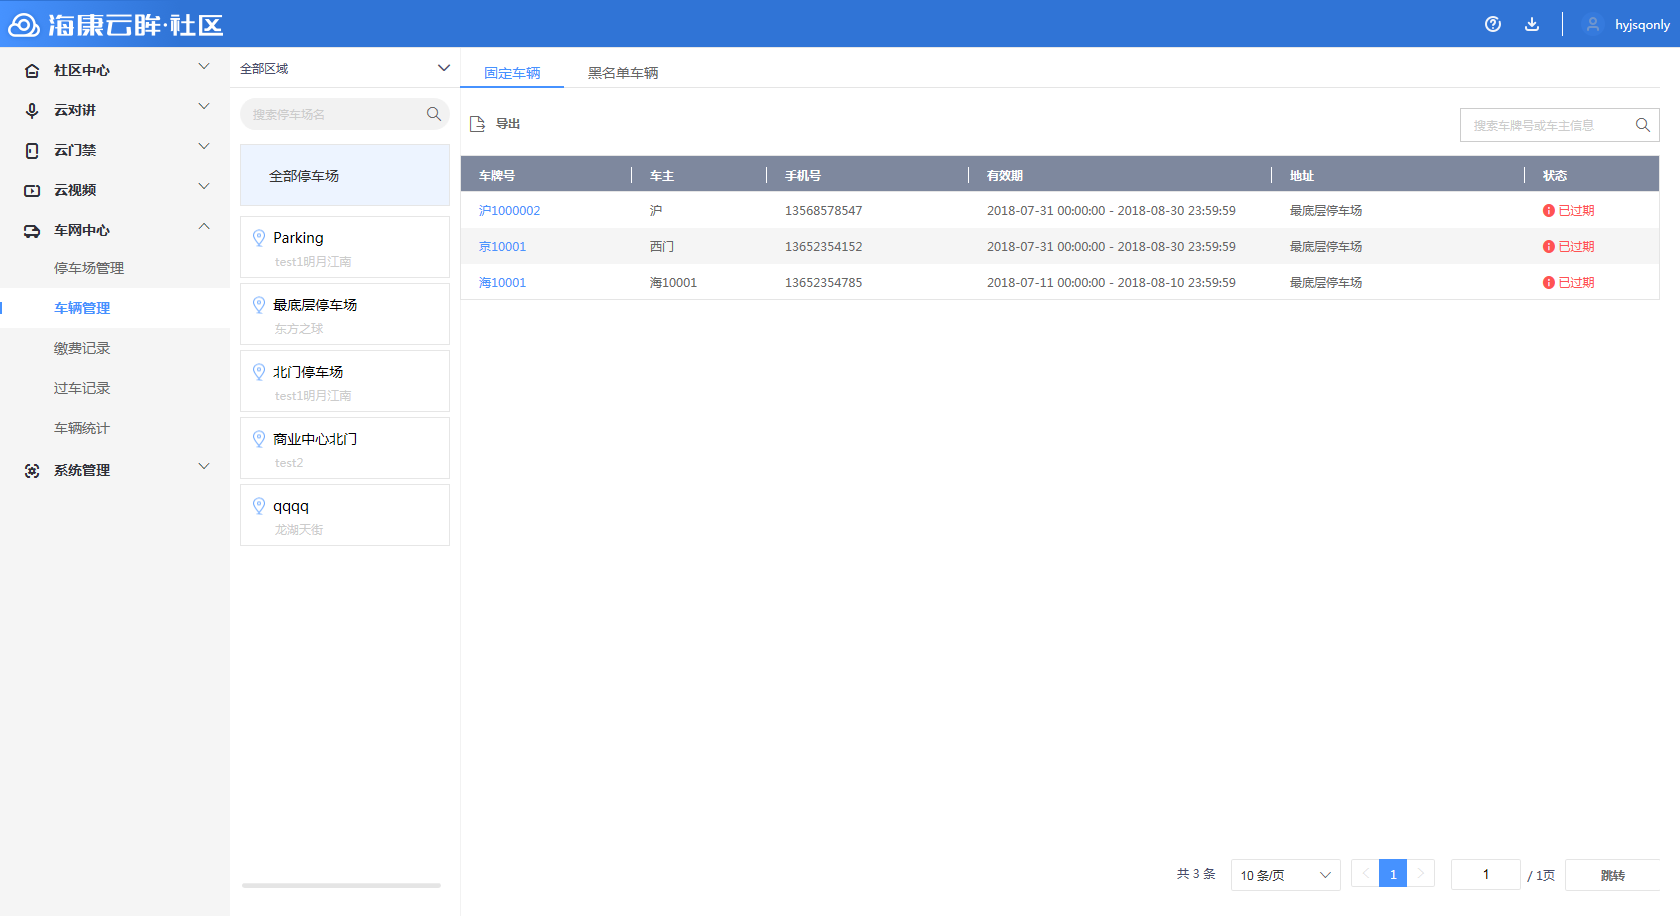 海康云眸·社区
hyjsqonly
社区中心
云对讲
云门禁
云视频
车网中心
停车场管理
车辆管理
缴费记录
过车记录
车辆统计
系统管理
全部区域
搜索停车场名
全部停车场
Parking
test1明月江南
最底层停车场
东方之球
北门停车场
test1明月江南
商业中心北门
test2
qqqq
龙湖天街
固定车辆 黑名单车辆
导出
搜索车牌号或车主信息
车牌号 车主 手机号 有效期 地址 状态
沪1000002 沪 13568578547 2018-07-31 00:00:00 - 2018-08-30 23:59:59 最底层停车场 已过期
京10001 西门 13652354152 2018-07-31 00:00:00 - 2018-08-30 23:59:59 最底层停车场 已过期
海10001 海10001 13652354785 2018-07-11 00:00:00 - 2018-08-10 23:59:59 最底层停车场 已过期
共 3 条 10 条/页 1 1 / 1页 跳转